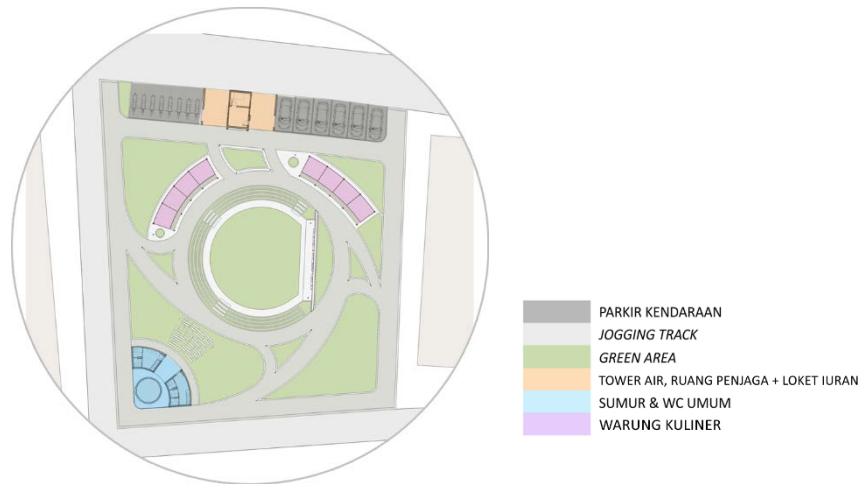 PARKIR KENDARAAN
JOGGING TRACK
GREEN AREA
TOWER AIR, RUANG PENJAGA + LOKET IURAN
SUMUR & WC UMUM
WARUNG KULINER